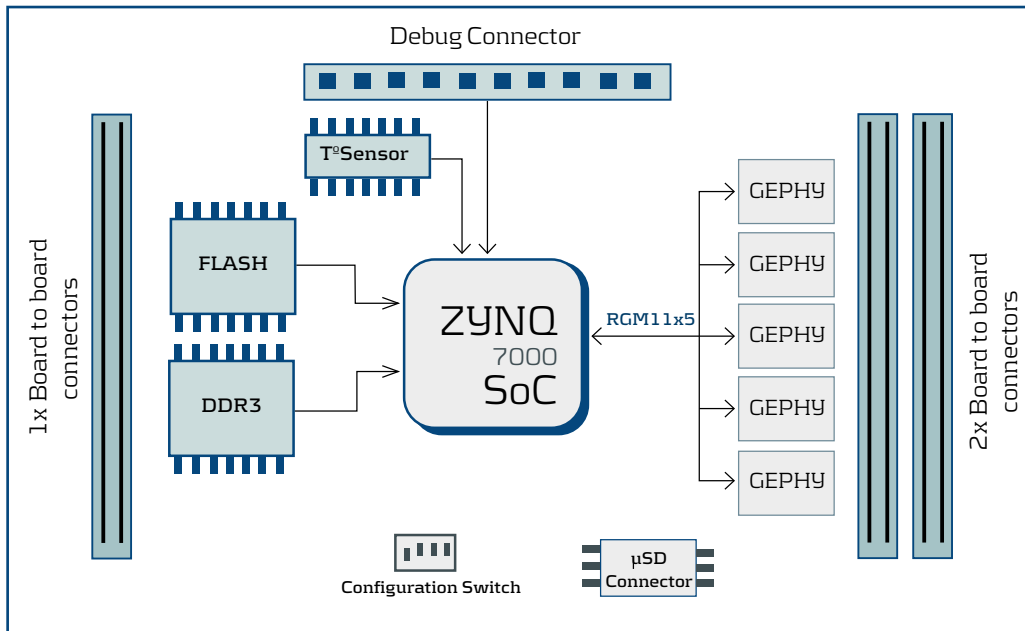 Debug Connector
TºSensor
FLASH
DDR3
1x Board to board
connectors
ZYNQ
7000
SoC
RGM11x5
GEPHY
GEPHY
GEPHY
GEPHY
GEPHY
2x Board to board
connectors
Configuration Switch
µSD
Connector